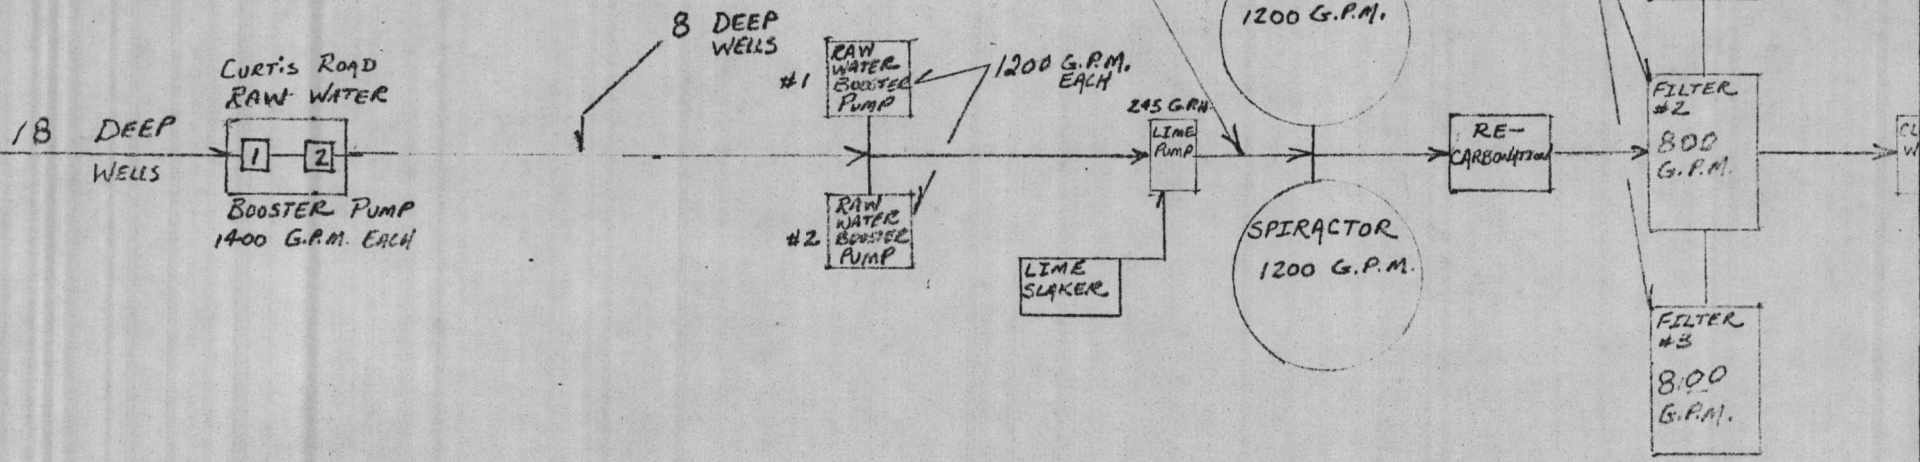 18 DEEP
WELLS
CURTIS ROAD
RAW WATER
1
2
BOOSTER PUMP
1400 G.P.M. EACH
8 DEEP
WELLS
#1
RAW
WATER
BOOSTER
PUMP
1200 G.P.M.
EACH
#2
RAW
WATER
BOOSTER
PUMP
LIME
SLAKER
245 G.P.H.
LIME
PUMP
1200 G.P.M.
SPIRACTOR
1200 G.P.M.
RE-
CARBONATION
FILTER
#2
800
G.P.M.
FILTER
#3
800
G.P.M.